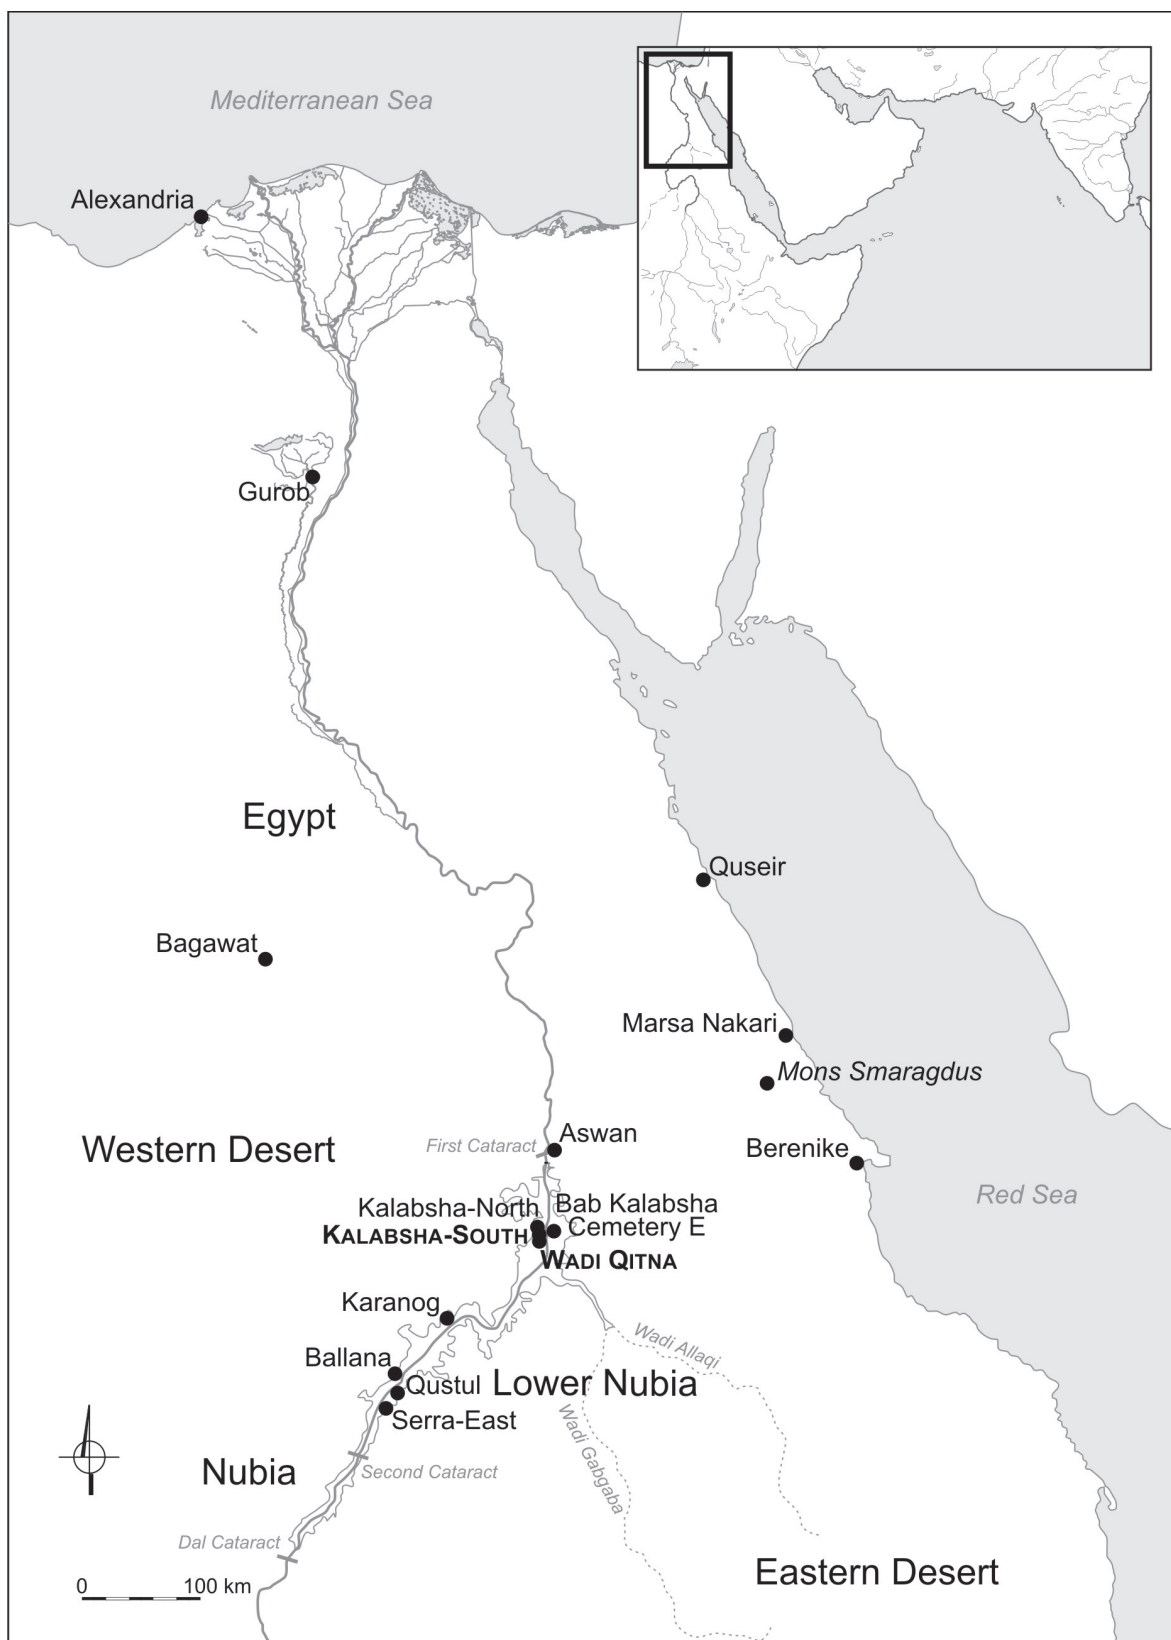 Mediterranean Sea
Alexandria
Gurob
Egypt
Quseir
Bagawat
Marsa Nakari
Mons Smaragdus
Western Desert
First Cataract
Aswan
Berenike
Red Sea
Kalabsha-North
Bab Kalabsha
KALABSHA-SOUTH
Cemetery E
WADI QITNA
Karanog
Wadi Allaqi
Ballana
Qustul
Lower Nubia
Serra-East
Wadi Gabgaba
Nubia
Second Cataract
Dal Cataract
Eastern Desert
0 100 km